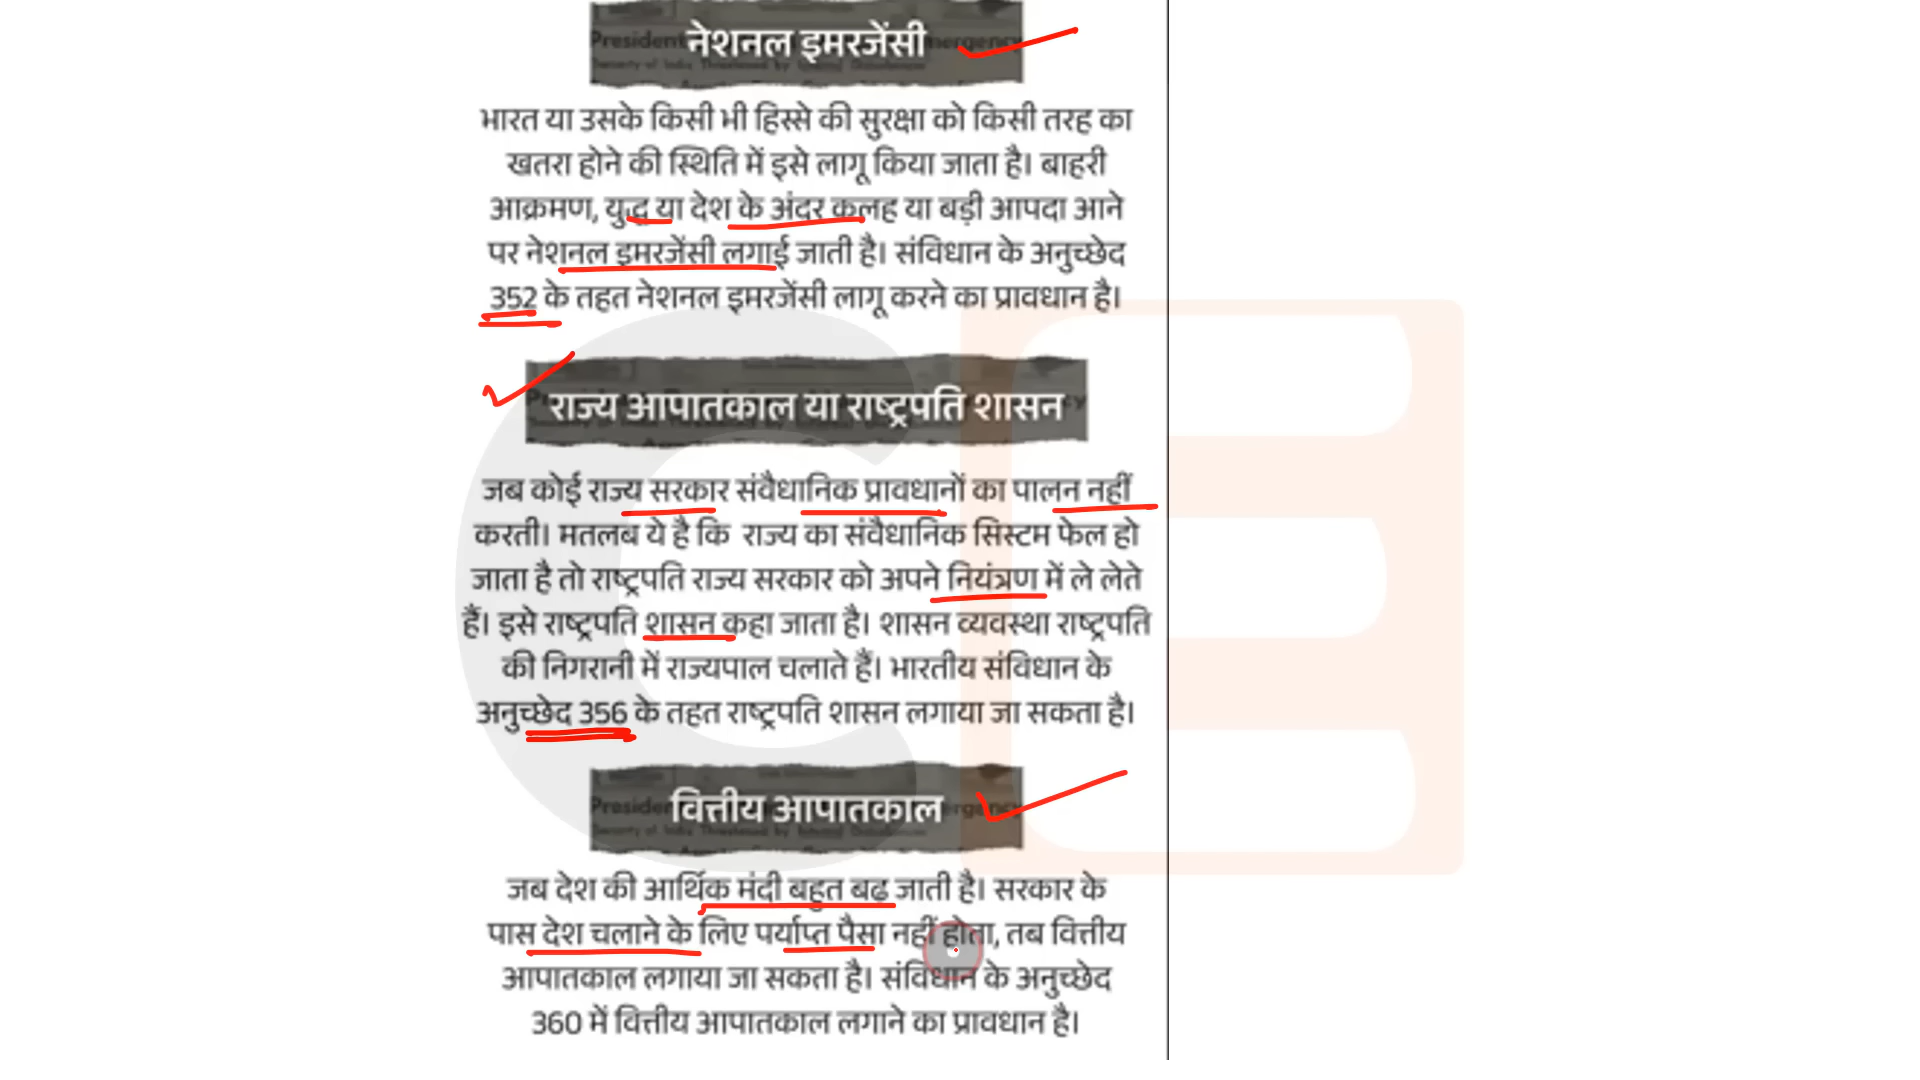 नेशनल इमरजेंसी
भारत या उसके किसी भी हिस्से की सुरक्षा को किसी तरह का
खतरा होने की स्थिति में इसे लागू किया जाता है। बाहरी
आक्रमण, युद्ध या देश के अंदर कलह या बड़ी आपदा आने
पर नेशनल इमरजेंसी लगाई जाती है। संविधान के अनुच्छेद
352 के तहत नेशनल इमरजेंसी लागू करने का प्रावधान है।
राज्य आपातकाल या राष्ट्रपति शासन
जब कोई राज्य सरकार संवैधानिक प्रावधानों का पालन नहीं
करती। मतलब ये है कि राज्य का संवैधानिक सिस्टम फेल हो
जाता है तो राष्ट्रपति राज्य सरकार को अपने नियंत्रण में ले लेते
हैं। इसे राष्ट्रपति शासन कहा जाता है। शासन व्यवस्था राष्ट्रपति
की निगरानी में राज्यपाल चलाते हैं। भारतीय संविधान के
अनुच्छेद 356 के तहत राष्ट्रपति शासन लगाया जा सकता है।
वित्तीय आपातकाल
जब देश की आर्थिक मंदी बहुत बढ़ जाती है। सरकार के
पास देश चलाने के लिए पर्याप्त पैसा नहीं होता, तब वित्तीय
आपातकाल लगाया जा सकता है। संविधान के अनुच्छेद
360 में वित्तीय आपातकाल लगाने का प्रावधान है।